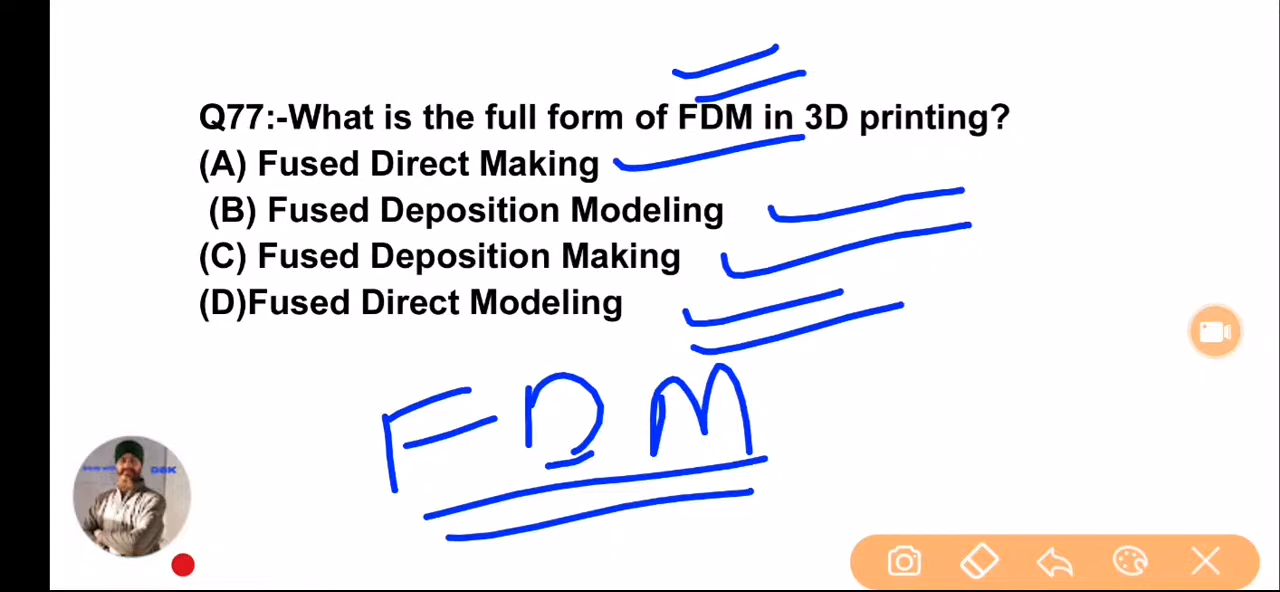 Q77:-What is the full form of FDM in 3D printing?
(A) Fused Direct Making
(B) Fused Deposition Modeling
(C) Fused Deposition Making
(D)Fused Direct Modeling
FDM